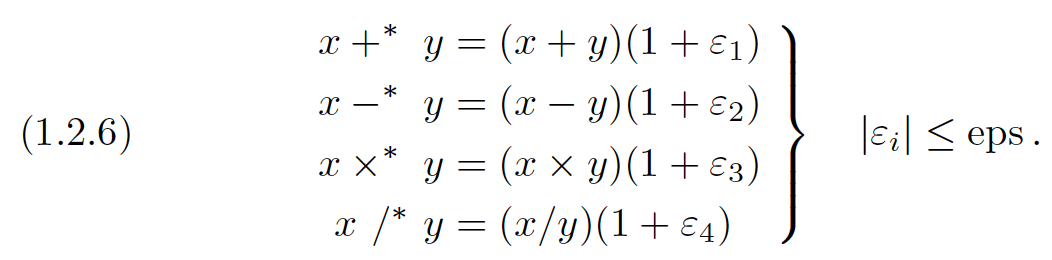 x +* y = (x + y)(1 + ε₁)
x −* y = (x − y)(1 + ε₂)
(1.2.6) |εᵢ| ≤ eps.
x ×* y = (x × y)(1 + ε₃)
x /* y = (x/y)(1 + ε₄)